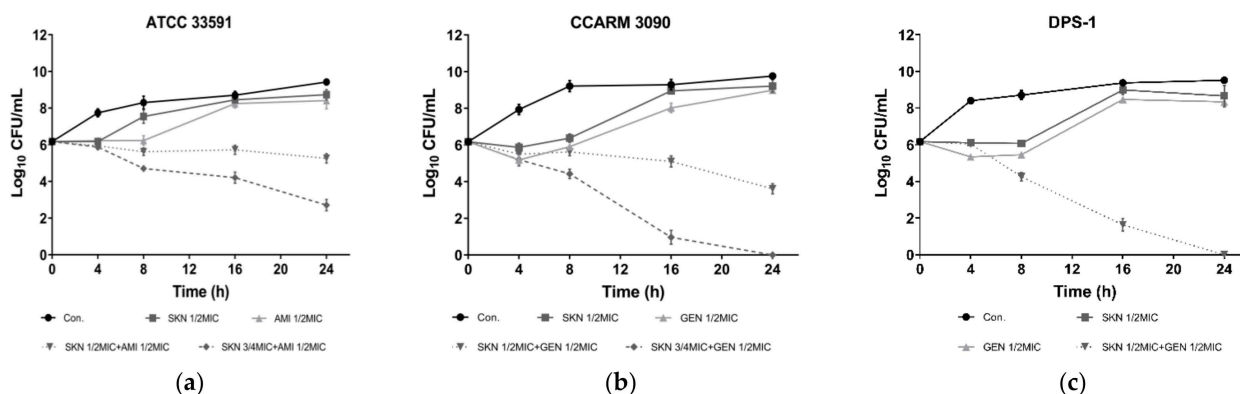 ATCC 33591
Log10 CFU/mL
12
10
8
6
4
2
0
0 4 8 12 16 20 24
Time (h)
Con. SKN 1/2MIC AMI 1/2MIC
SKN 1/2MIC+AMI 1/2MIC SKN 3/4MIC+AMI 1/2MIC
(a)
CCARM 3090
Log10 CFU/mL
12
10
8
6
4
2
0
0 4 8 12 16 20 24
Time (h)
Con. SKN 1/2MIC GEN 1/2MIC
SKN 1/2MIC+GEN 1/2MIC SKN 3/4MIC+GEN 1/2MIC
(b)
DPS-1
Log10 CFU/mL
12
10
8
6
4
2
0
0 4 8 12 16 20 24
Time (h)
Con. SKN 1/2MIC
GEN 1/2MIC SKN 1/2MIC+GEN 1/2MIC
(c)